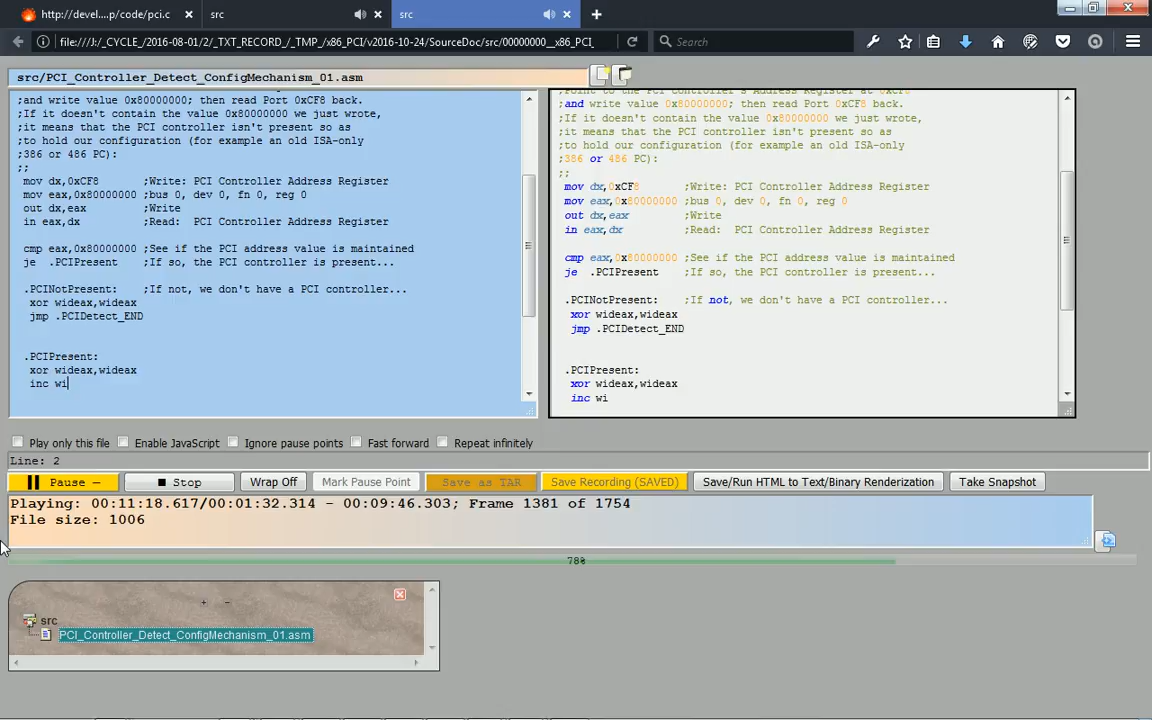 http://devel....p/code/pci.c
src
src
file:///J:/_CYCLE_/2016-08-01/2/_TXT_RECORD_/_TMP_/x86_PCI/v2016-10-24/SourceDoc/src/00000000__x86_PCI_
Search
src/PCI_Controller_Detect_ConfigMechanism_01.asm
;and write value 0x80000000; then read Port 0xCF8 back.
;If it doesn't contain the value 0x80000000 we just wrote,
;it means that the PCI controller isn't present so as
;to hold our configuration (for example an old ISA-only
;386 or 486 PC):
;;
mov dx,0xCF8 ;Write: PCI Controller Address Register
mov eax,0x80000000 ;bus 0, dev 0, fn 0, reg 0
out dx,eax ;Write
in eax,dx ;Read: PCI Controller Address Register
cmp eax,0x80000000 ;See if the PCI address value is maintained
je .PCIPresent ;If so, the PCI controller is present...
.PCINotPresent: ;If not, we don't have a PCI controller...
xor wideax,wideax
jmp .PCIDetect_END
.PCIPresent:
xor wideax,wideax
inc wi
;Point to the PCI Controller's Address Register at 0xCF8
;and write value 0x80000000; then read Port 0xCF8 back.
;If it doesn't contain the value 0x80000000 we just wrote,
;it means that the PCI controller isn't present so as
;to hold our configuration (for example an old ISA-only
;386 or 486 PC):
;;
mov dx,0xCF8 ;Write: PCI Controller Address Register
mov eax,0x80000000 ;bus 0, dev 0, fn 0, reg 0
out dx,eax ;Write
in eax,dx ;Read: PCI Controller Address Register
cmp eax,0x80000000 ;See if the PCI address value is maintained
je .PCIPresent ;If so, the PCI controller is present...
.PCINotPresent: ;If not, we don't have a PCI controller...
xor wideax,wideax
jmp .PCIDetect_END
.PCIPresent:
xor wideax,wideax
inc wi
Play only this file Enable JavaScript Ignore pause points Fast forward Repeat infinitely
Line: 2
Pause — Stop Wrap Off Mark Pause Point Save as TAR Save Recording (SAVED) Save/Run HTML to Text/Binary Renderization Take Snapshot
Playing: 00:11:18.617/00:01:32.314 - 00:09:46.303; Frame 1381 of 1754
File size: 1006
78%
+ −
src
PCI_Controller_Detect_ConfigMechanism_01.asm